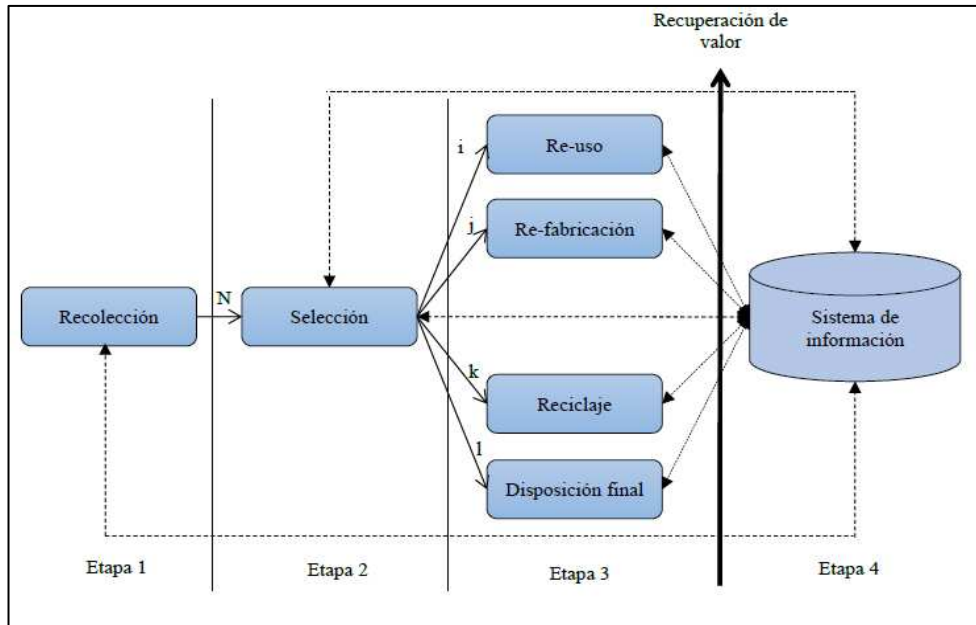 Recuperación de
valor
i
Re-uso
j
Re-fabricación
N
Recolección
Selección
Sistema de
información
k
Reciclaje
l
Disposición final
Etapa 1
Etapa 2
Etapa 3
Etapa 4